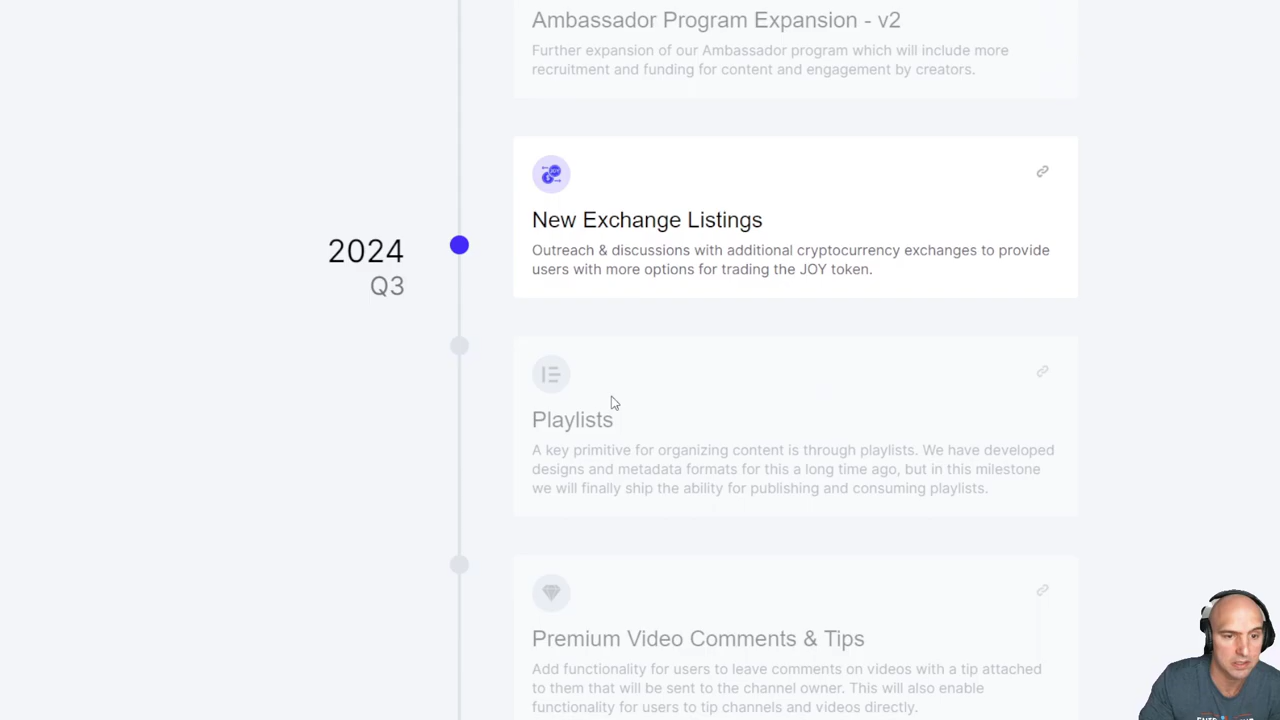 Ambassador Program Expansion - v2
Further expansion of our Ambassador program which will include more
recruitment and funding for content and engagement by creators.
2024
Q3
New Exchange Listings
Outreach & discussions with additional cryptocurrency exchanges to provide
users with more options for trading the JOY token.
Playlists
A key primitive for organizing content is through playlists. We have developed
designs and metadata formats for this a long time ago, but in this milestone
we will finally ship the ability for publishing and consuming playlists.
Premium Video Comments & Tips
Add functionality for users to leave comments on videos with a tip attached
to them that will be sent to the channel owner. This will also enable
functionality for users to tip channels and videos directly.